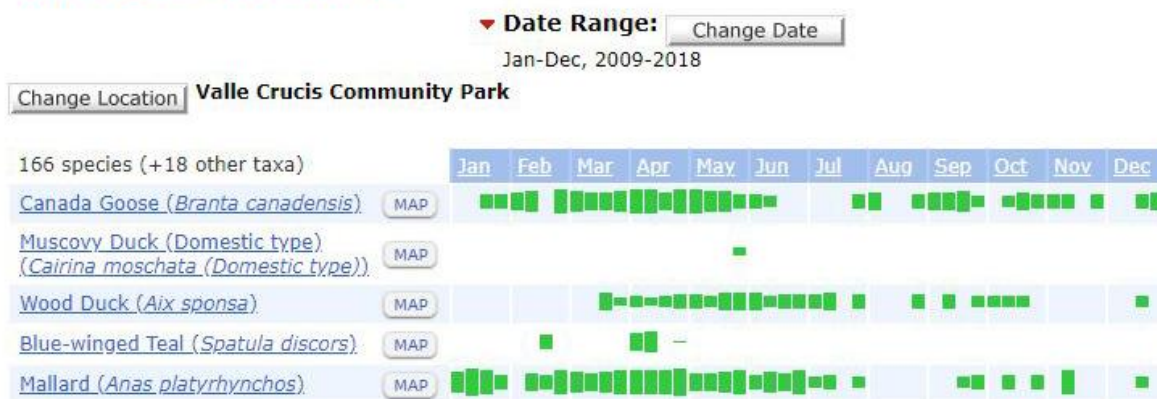 Date Range: Change Date
Jan-Dec, 2009-2018
Change Location Valle Crucis Community Park
166 species (+18 other taxa) Jan Feb Mar Apr May Jun Jul Aug Sep Oct Nov Dec
Canada Goose (Branta canadensis) MAP
Muscovy Duck (Domestic type)
(Cairina moschata (Domestic type)) MAP
Wood Duck (Aix sponsa) MAP
Blue-winged Teal (Spatula discors) MAP
Mallard (Anas platyrhynchos) MAP